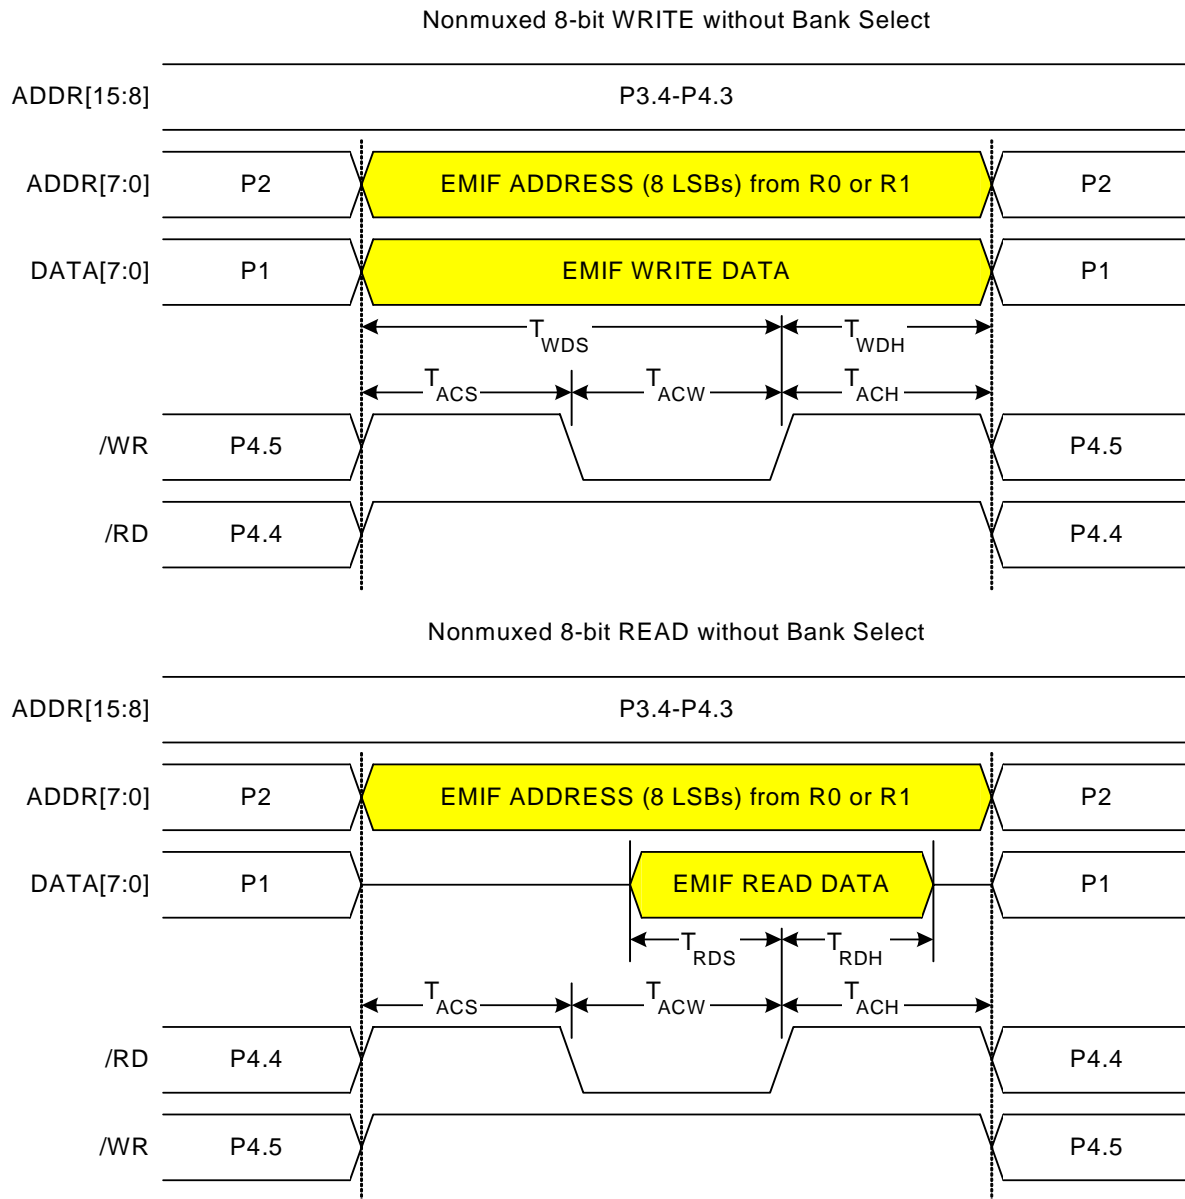 Nonmuxed 8-bit WRITE without Bank Select
ADDR[15:8] P3.4-P4.3
ADDR[7:0] P2 EMIF ADDRESS (8 LSBs) from R0 or R1 P2
DATA[7:0] P1 EMIF WRITE DATA P1
TWDS TWDH
TACS TACW TACH
/WR P4.5 P4.5
/RD P4.4 P4.4
Nonmuxed 8-bit READ without Bank Select
ADDR[15:8] P3.4-P4.3
ADDR[7:0] P2 EMIF ADDRESS (8 LSBs) from R0 or R1 P2
DATA[7:0] P1 EMIF READ DATA P1
TRDS TRDH
TACS TACW TACH
/RD P4.4 P4.4
/WR P4.5 P4.5